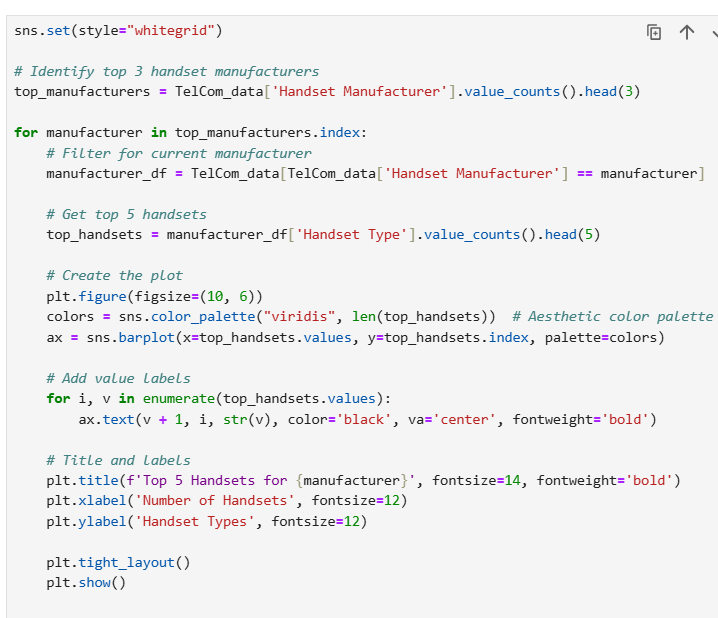 sns.set(style="whitegrid")

# Identify top 3 handset manufacturers
top_manufacturers = TelCom_data['Handset Manufacturer'].value_counts().head(3)

for manufacturer in top_manufacturers.index:
    # Filter for current manufacturer
    manufacturer_df = TelCom_data[TelCom_data['Handset Manufacturer'] == manufacturer]

    # Get top 5 handsets
    top_handsets = manufacturer_df['Handset Type'].value_counts().head(5)

    # Create the plot
    plt.figure(figsize=(10, 6))
    colors = sns.color_palette("viridis", len(top_handsets))  # Aesthetic color palette
    ax = sns.barplot(x=top_handsets.values, y=top_handsets.index, palette=colors)

    # Add value labels
    for i, v in enumerate(top_handsets.values):
        ax.text(v + 1, i, str(v), color='black', va='center', fontweight='bold')

    # Title and labels
    plt.title(f'Top 5 Handsets for {manufacturer}', fontsize=14, fontweight='bold')
    plt.xlabel('Number of Handsets', fontsize=12)
    plt.ylabel('Handset Types', fontsize=12)

    plt.tight_layout()
    plt.show()